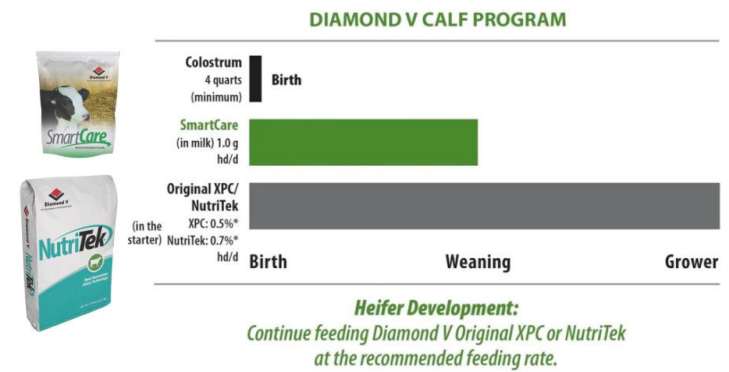 DIAMOND V CALF PROGRAM
Colostrum
4 quarts
(minimum)
Birth
SmartCare
(in milk) 1.0 g
hd/d
Original XPC/
NutriTek
XPC: 0.5%*
(in the
starter)
NutriTek: 0.7%*
hd/d
Birth Weaning Grower
Heifer Development:
Continue feeding Diamond V Original XPC or NutriTek
at the recommended feeding rate.
Diamond V
SmartCare
Diamond V
NutriTek
Diamond V
NutriTek